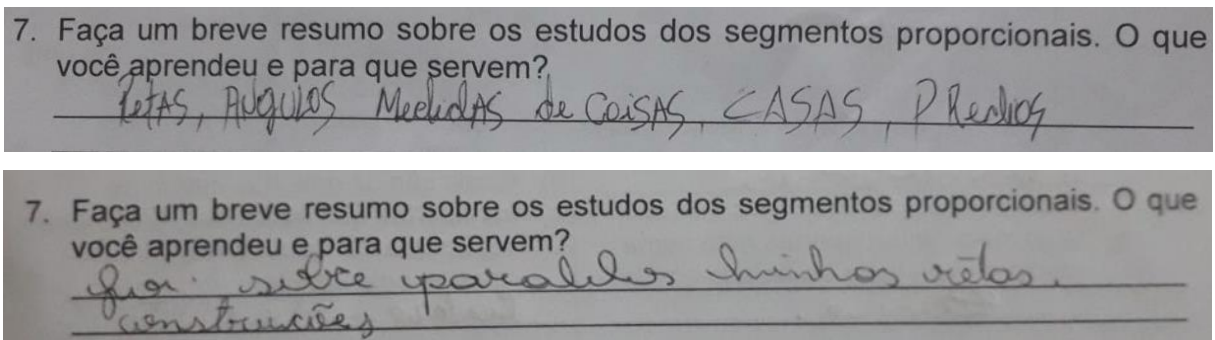 7. Faça um breve resumo sobre os estudos dos segmentos proporcionais. O que
você aprendeu e para que servem?
RetAS, ANgULOS MedidAS de CoiSAS, CASAS, PRedios
7. Faça um breve resumo sobre os estudos dos segmentos proporcionais. O que
você aprendeu e para que servem?
sobre paralelos linhas retas.
construções